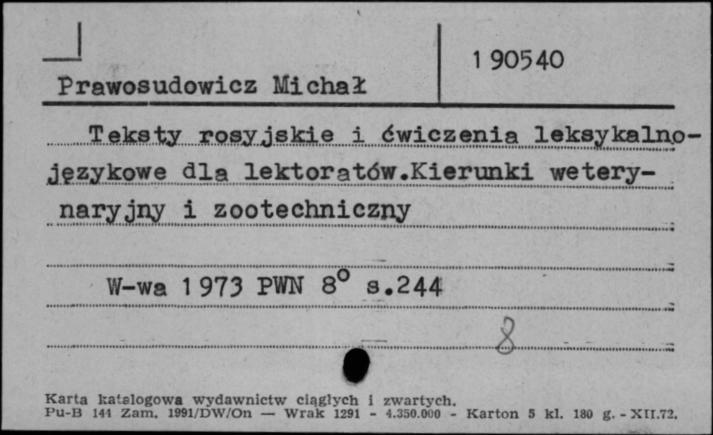 190540
Prawosudowicz Michał
Teksty rosyjskie i ćwiczenia leksykalno-
językowe dla lektoratów.Kierunki wetery-
naryjny i zootechniczny
W-wa 1973 PWN 8° s.244
8
Karta katalogowa wydawnictw ciągłych i zwartych.
Pu-B 141 Zam. 1991/DW/On — Wrak 1291 - 4.350.000 - Karton 5 kl. 180 g. - XII.72.